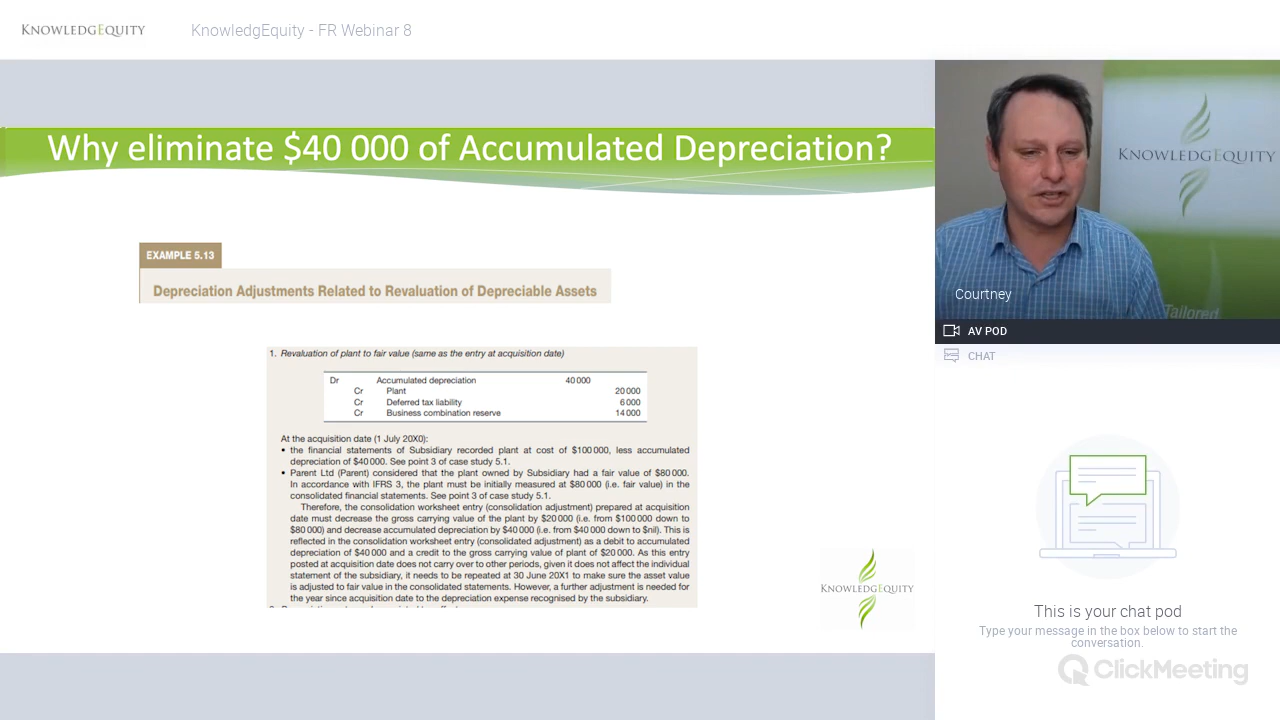 KNOWLEDGEQUITY
KnowledgEquity - FR Webinar 8
Why eliminate $40 000 of Accumulated Depreciation?
EXAMPLE 5.13
Depreciation Adjustments Related to Revaluation of Depreciable Assets
1. Revaluation of plant to fair value (same as the entry at acquisition date)
Dr Accumulated depreciation 40 000
Cr Plant 20 000
Cr Deferred tax liability 6 000
Cr Business combination reserve 14 000
At the acquisition date (1 July 20X0):
• the financial statements of Subsidiary recorded plant at cost of $100 000, less accumulated
depreciation of $40 000. See point 3 of case study 5.1.
• Parent Ltd (Parent) considered that the plant owned by Subsidiary had a fair value of $80 000.
In accordance with IFRS 3, the plant must be initially measured at $80 000 (i.e. fair value) in the
consolidated financial statements. See point 3 of case study 5.1.
Therefore, the consolidation worksheet entry (consolidation adjustment) prepared at acquisition
date must decrease the gross carrying value of the plant by $20 000 (i.e. from $100 000 down to
$80 000) and decrease accumulated depreciation by $40 000 (i.e. from $40 000 down to $nil). This is
reflected in the consolidation worksheet entry (consolidated adjustment) as a debit to accumulated
depreciation of $40 000 and a credit to the gross carrying value of plant of $20 000. As this entry
posted at acquisition date does not carry over to other periods, given it does not affect the individual
statement of the subsidiary, it needs to be repeated at 30 June 20X1 to make sure the asset value
is adjusted to fair value in the consolidated statements. However, a further adjustment is needed for
the year since acquisition date to the depreciation expense recognised by the subsidiary.
KNOWLEDGEQUITY
KNOWLEDGEQUITY
Tailored
Courtney
AV POD
CHAT
This is your chat pod
Type your message in the box below to start the
conversation.
ClickMeeting